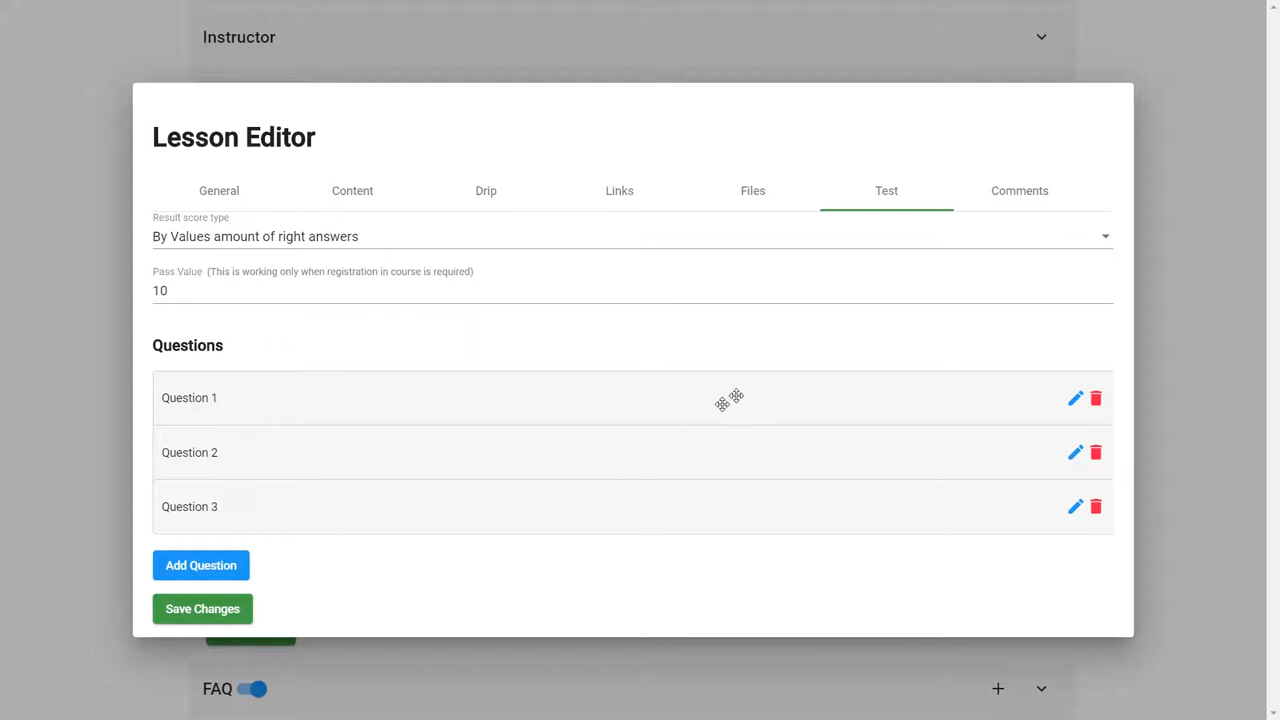 Instructor
Lesson Editor
General Content Drip Links Files Test Comments
Result score type
By Values amount of right answers
Pass Value (This is working only when registration in course is required)
10
Questions
Question 1
Question 2
Question 3
Add Question
Save Changes
FAQ